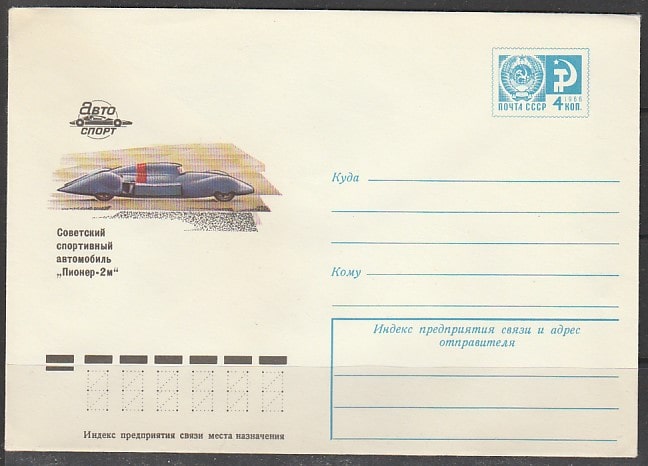 ПОЧТА СССР
1966
4 КОП.
Авто
СПОРТ
7
Советский
спортивный
автомобиль
„Пионер-2м“
Куда
Кому
Индекс предприятия связи и адрес
отправителя
Индекс предприятия связи места назначения